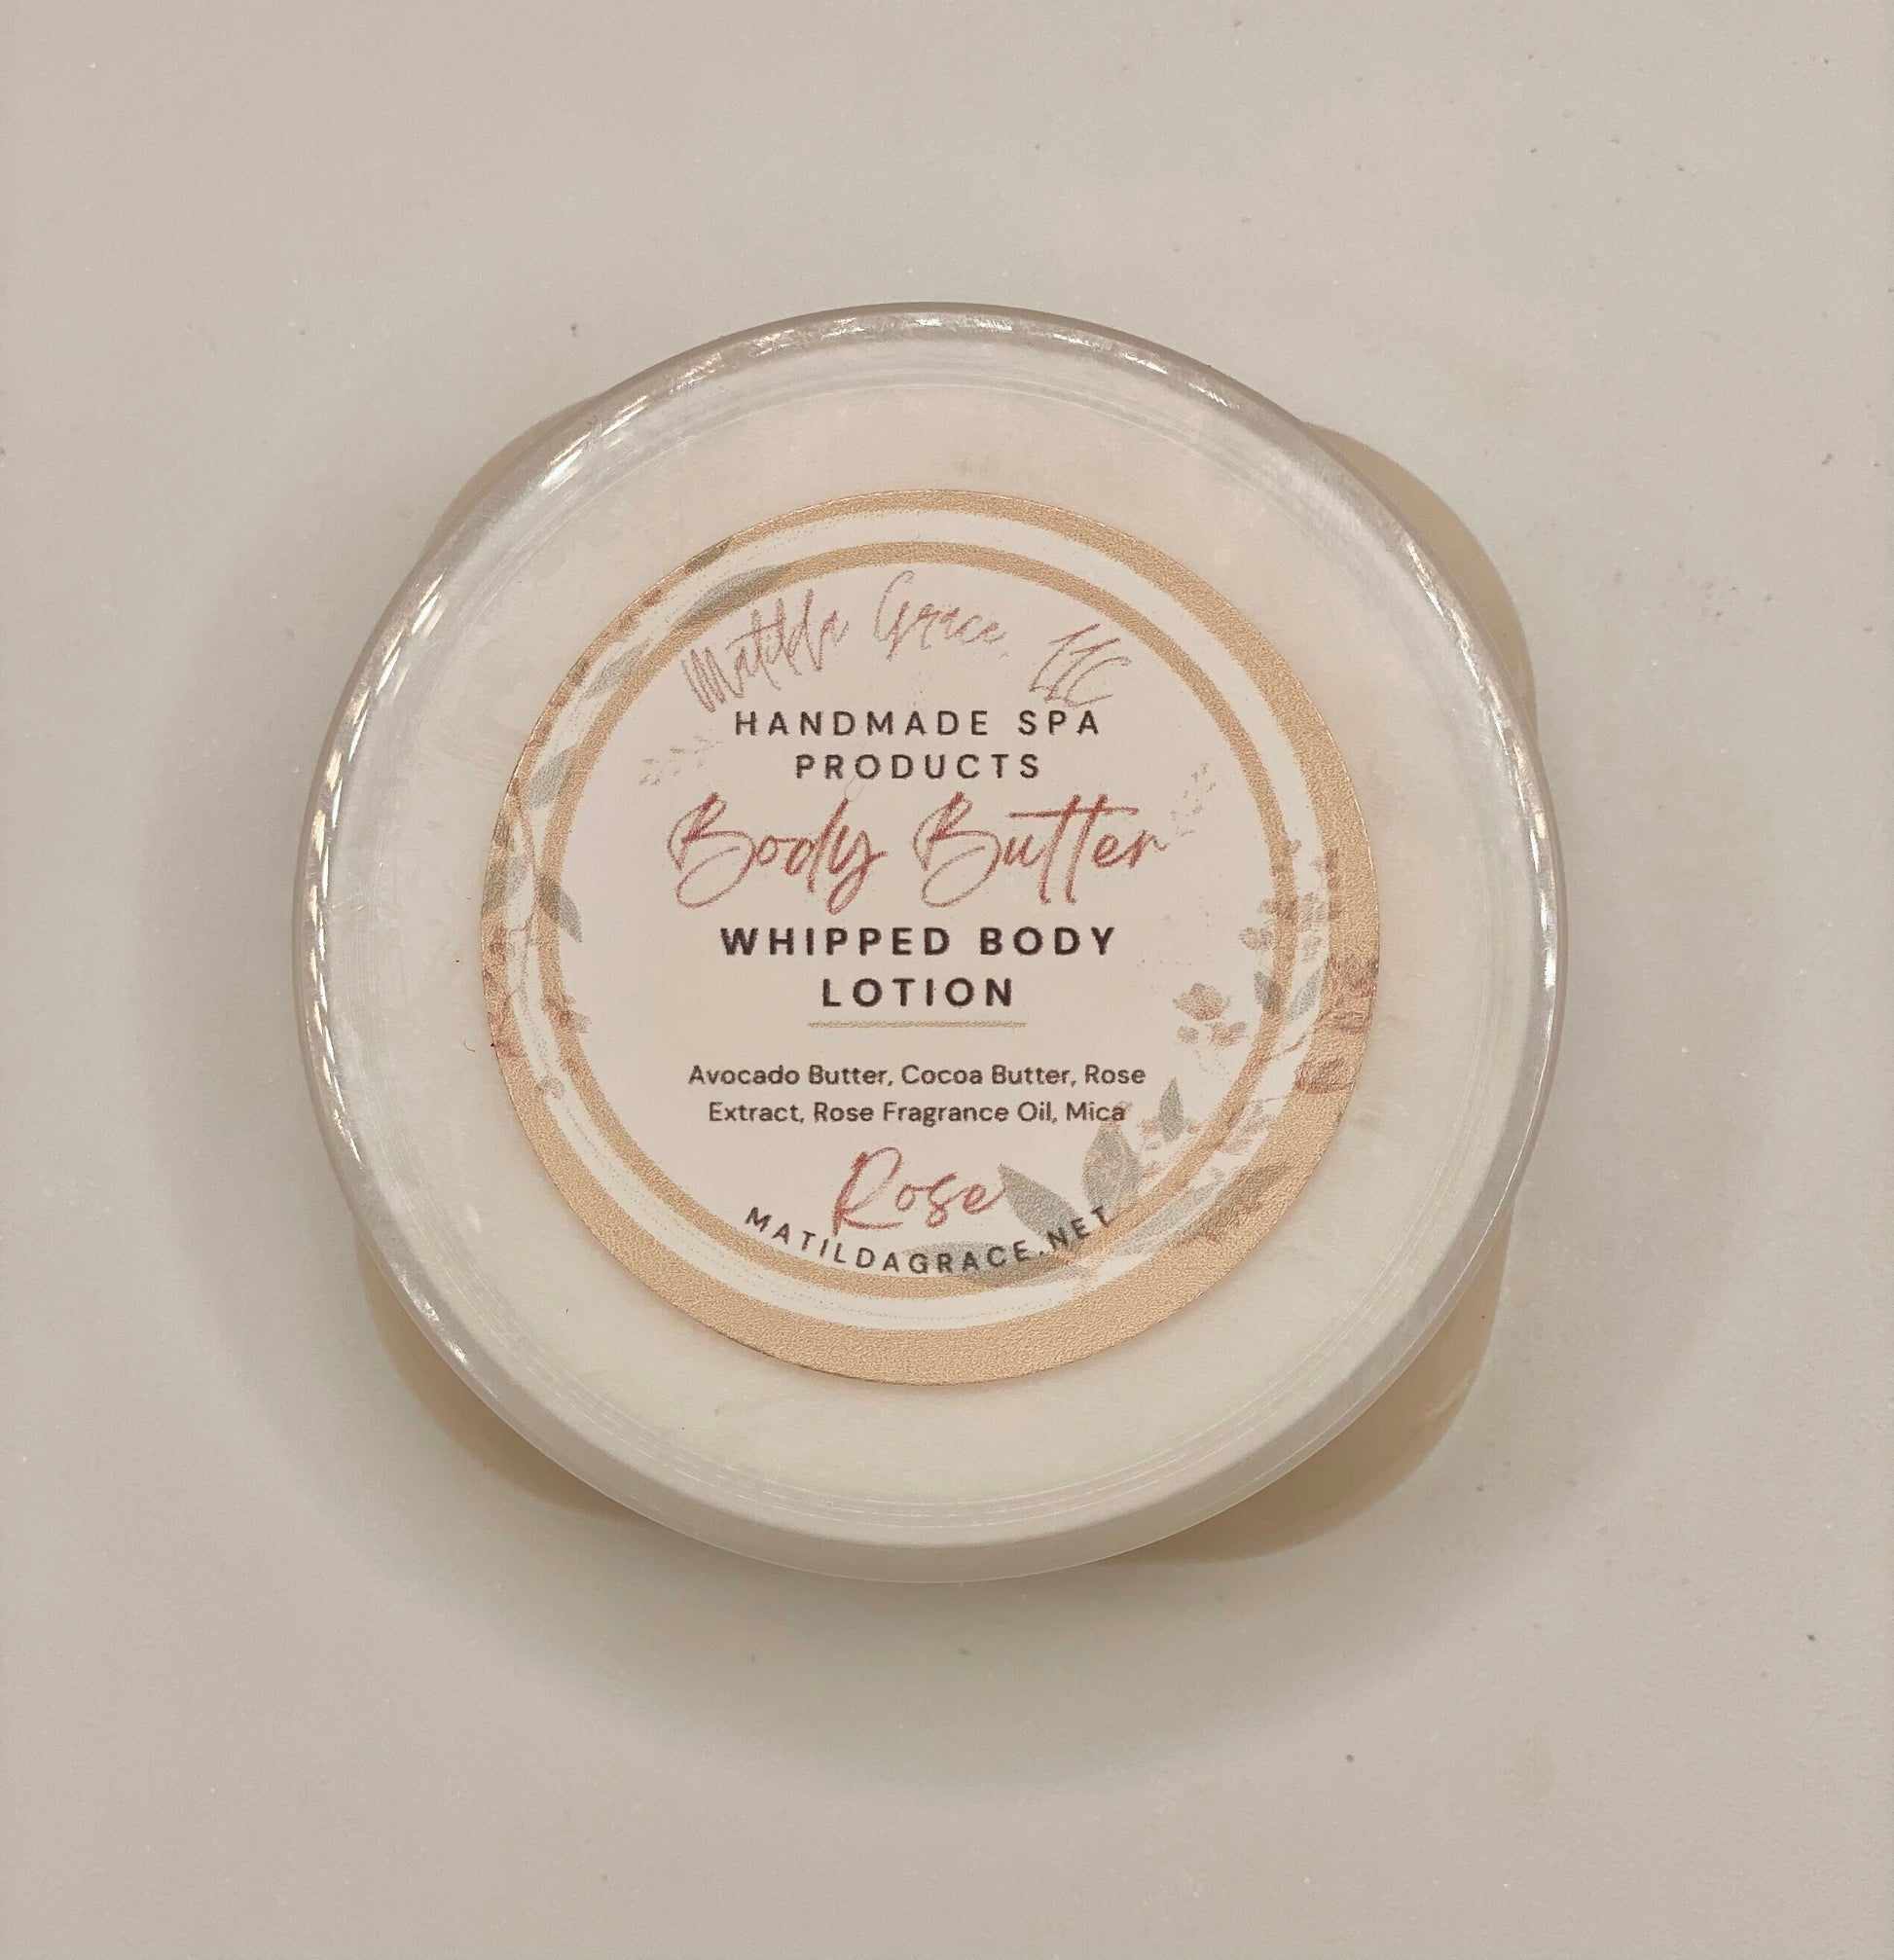 Matilda Grace, LLC
HANDMADE SPA
PRODUCTS
Body Butter
WHIPPED BODY
LOTION
Avocado Butter, Cocoa Butter, Rose
Extract, Rose Fragrance Oil, Mica
Rose
MATILDAGRACE.NET